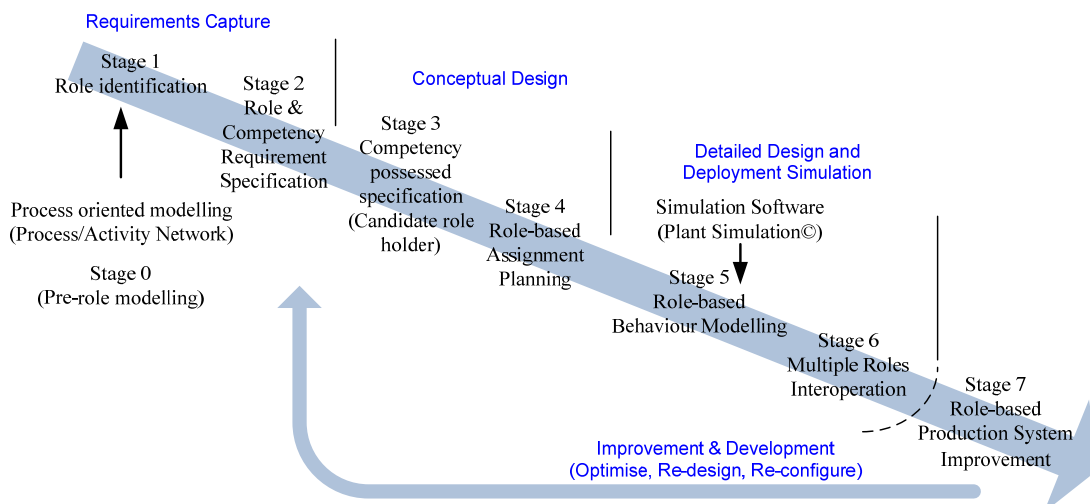 Requirements Capture
Stage 1
Role identification
Process oriented modelling
(Process/Activity Network)
Stage 0
(Pre-role modelling)
Stage 2
Role &
Competency
Requirement
Specification
Conceptual Design
Stage 3
Competency
possessed
specification
(Candidate role
holder)
Stage 4
Role-based
Assignment
Planning
Detailed Design and
Deployment Simulation
Simulation Software
(Plant Simulation©)
Stage 5
Role-based
Behaviour Modelling
Stage 6
Multiple Roles
Interoperation
Stage 7
Role-based
Production System
Improvement
Improvement & Development
(Optimise, Re-design, Re-configure)